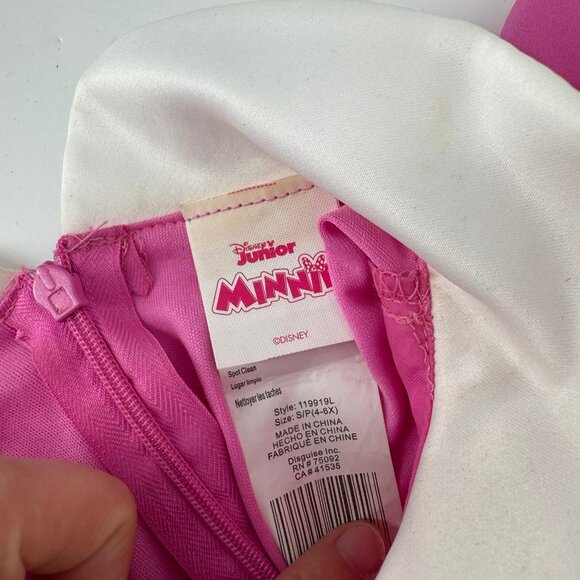 Disney
Junior
MINNI
©DISNEY
Spot Clean
Lugar limpio
Nettoyer les taches
Style: 119919L
Size: S/P(4-6X)
MADE IN CHINA
HECHO EN CHINA
FABRIQUÉ EN CHINE
Disguise Inc.
RN# 75092
CA# 41535